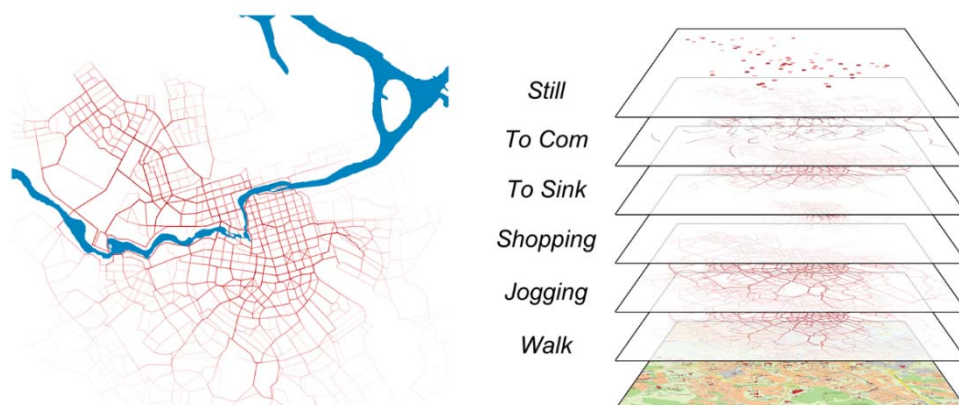 Still
To Com
To Sink
Shopping
Jogging
Walk